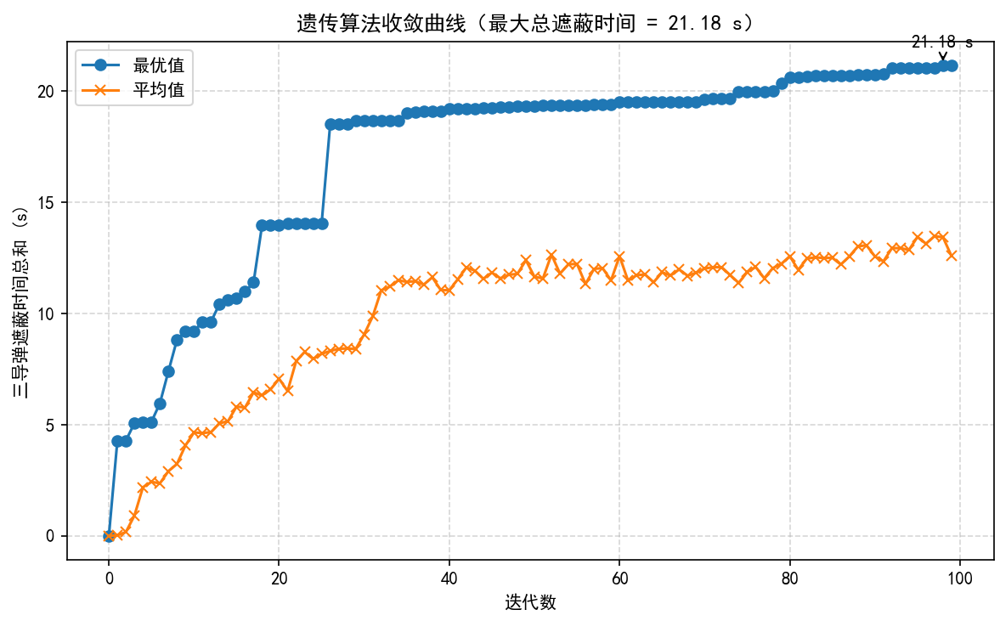 遗传算法收敛曲线（最大总遮蔽时间 = 21.18 s）
21.18 s
最优值
平均值
三导弹遮蔽时间总和（s）
20
15
10
5
0
0 20 40 60 80 100
迭代数